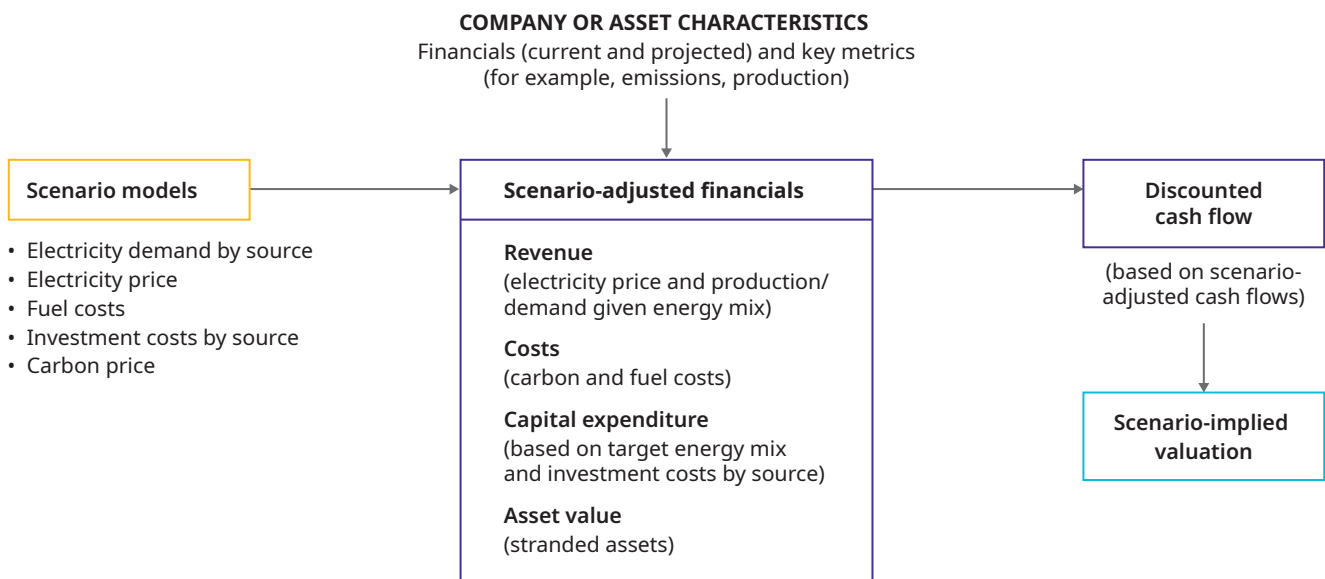 COMPANY OR ASSET CHARACTERISTICS
Financials (current and projected) and key metrics
(for example, emissions, production)
Scenario models
• Electricity demand by source
• Electricity price
• Fuel costs
• Investment costs by source
• Carbon price
Scenario-adjusted financials
Revenue
(electricity price and production/
demand given energy mix)
Costs
(carbon and fuel costs)
Capital expenditure
(based on target energy mix
and investment costs by source)
Asset value
(stranded assets)
Discounted
cash flow
(based on scenario-
adjusted cash flows)
Scenario-implied
valuation